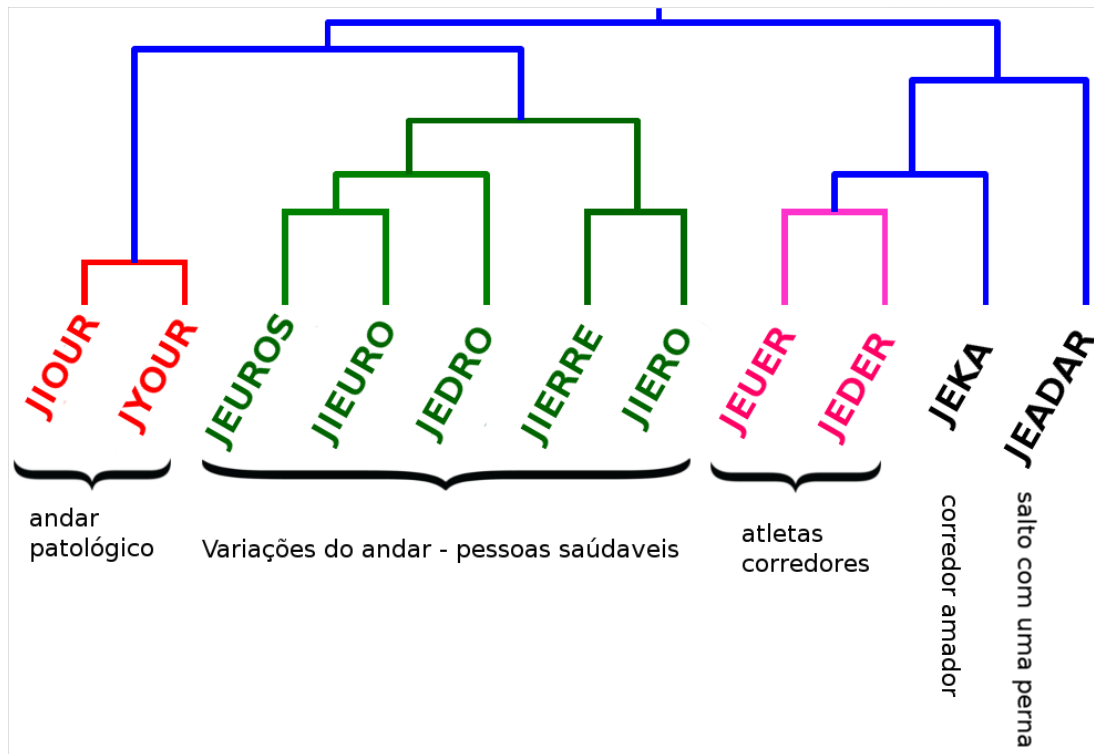 JIOUR
JYOUR
JEUROS
JIEURO
JEDRO
JIERRE
JIERO
JEUER
JEDER
JEKA
JEADAR
andar
patológico
Variações do andar - pessoas saúdaveis
atletas
corredores
corredor amador
salto com uma perna